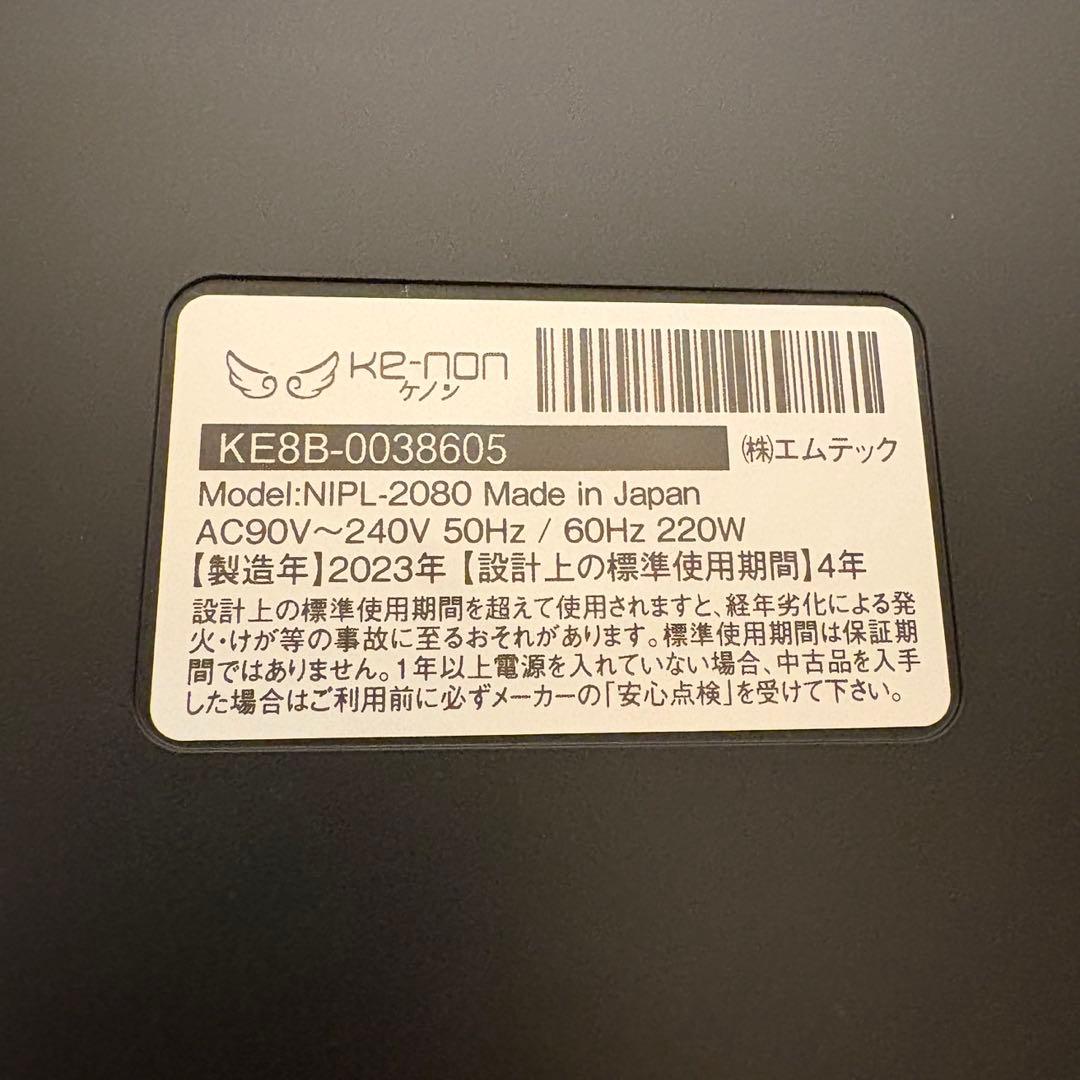 Ke-non
ケノン
KE8B-0038605
㈱エムテック
Model:NIPL-2080 Made in Japan
AC90V～240V 50Hz / 60Hz 220W
【製造年】2023年【設計上の標準使用期間】4年
設計上の標準使用期間を超えて使用されますと、経年劣化による発
火・けが等の事故に至るおそれがあります。標準使用期間は保証期
間ではありません。1年以上電源を入れていない場合、中古品を入手
した場合はご利用前に必ずメーカーの「安心点検」を受けて下さい。